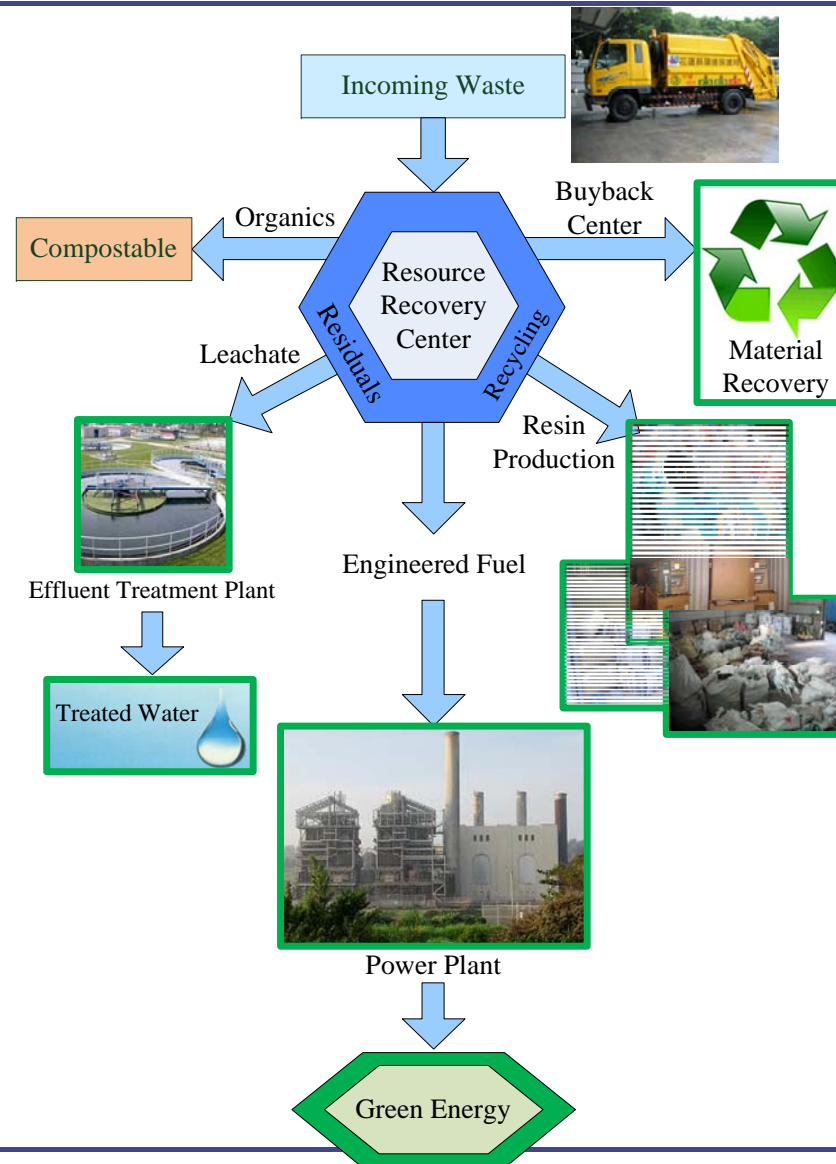 Incoming Waste
Organics
Buyback
Center
Compostable
Resource
Recovery
Center
Residuals
Recycling
Material
Recovery
Leachate
Resin
Production
Engineered Fuel
Effluent Treatment Plant
Treated Water
Power Plant
Green Energy